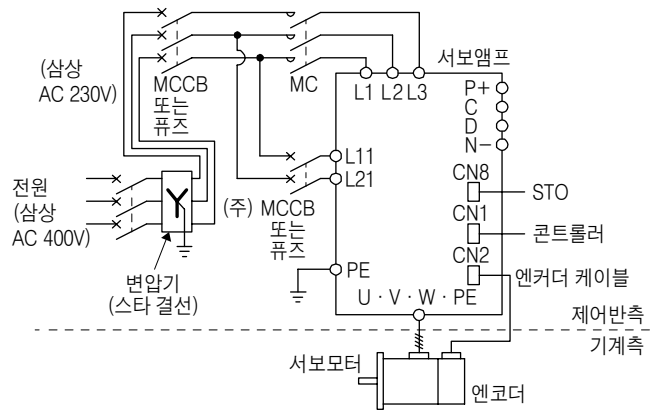 서보앰프
(삼상
AC 230V)
MCCB
또는
퓨즈
MC
L1 L2 L3
P+
C
D
N−
L11
L21
CN8
STO
CN1
콘트롤러
CN2
엔커더 케이블
전원
(삼상
AC 400V)
(주) MCCB
또는
퓨즈
변압기
(스타 결선)
PE
U · V · W · PE
제어반측
기계측
서보모터
엔코더